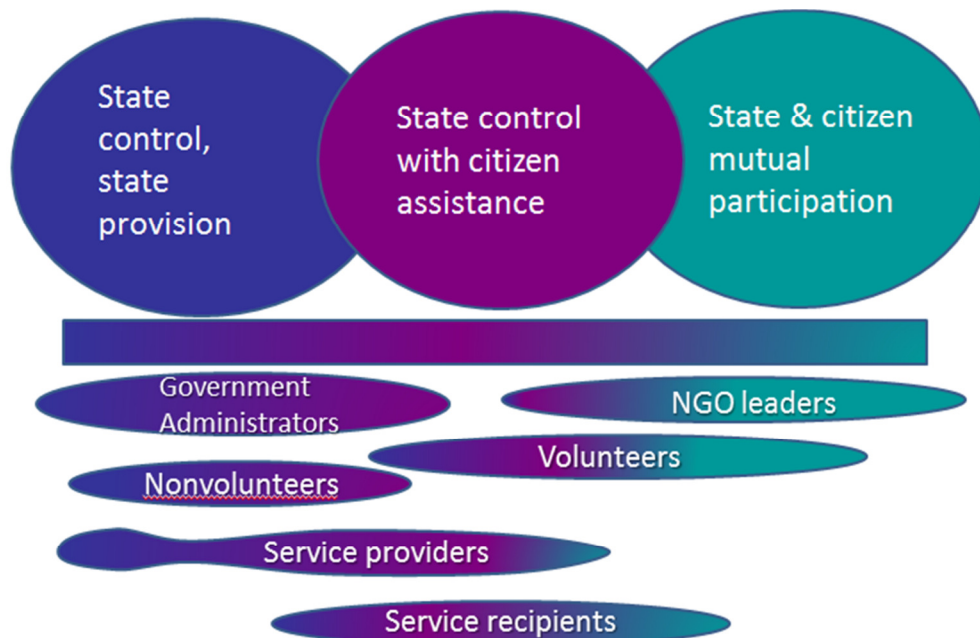 State
control,
state
provision
State control
with citizen
assistance
State & citizen
mutual
participation
Government
Administrators
NGO leaders
Volunteers
Nonvolunteers
Service providers
Service recipients